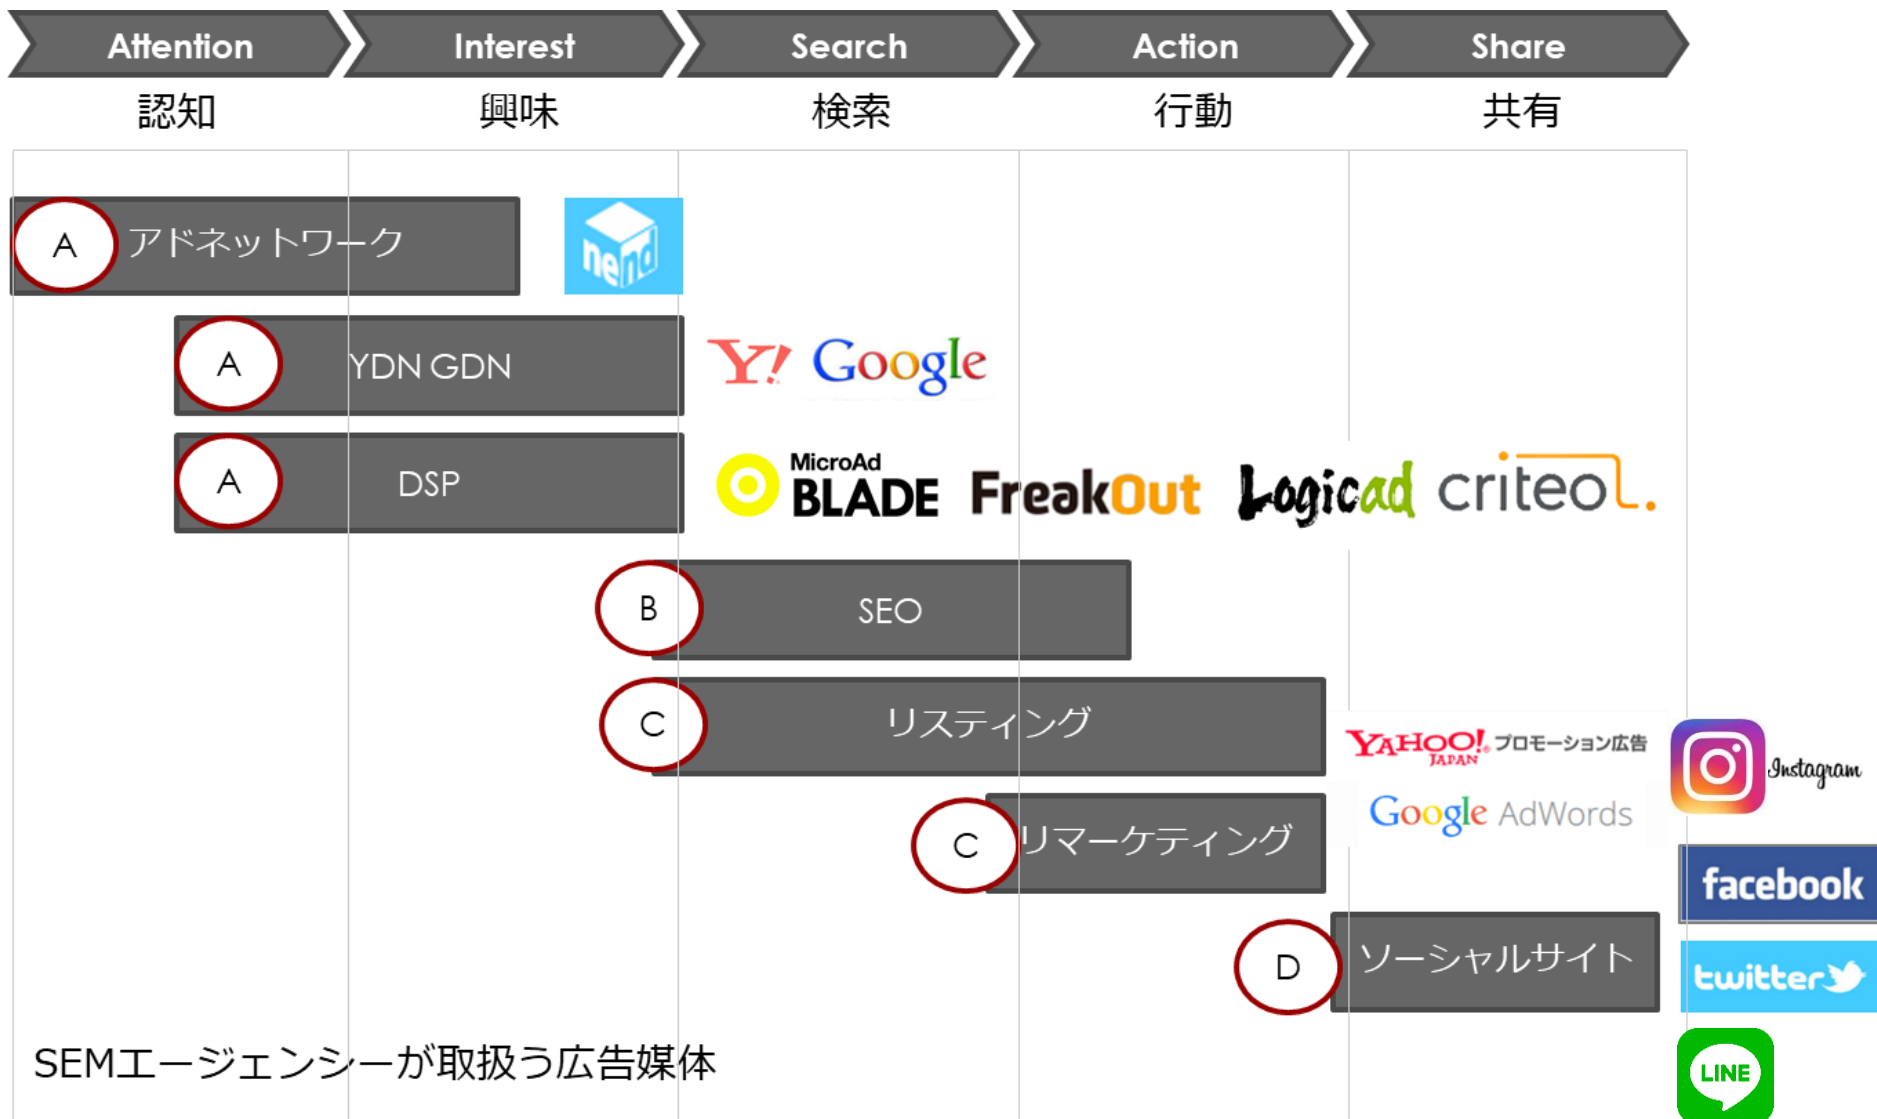 Attention
Interest
Search
Action
Share
認知
興味
検索
行動
共有
A
アドネットワーク
nend
A
YDN GDN
Y! Google
A
DSP
MicroAd
BLADE
FreakOut
Logicad
criteo
B
SEO
C
リスティング
YAHOO! プロモーション広告
JAPAN
Instagram
Google AdWords
C
リマーケティング
facebook
D
ソーシャルサイト
twitter
SEMエージェンシーが取扱う広告媒体
LINE